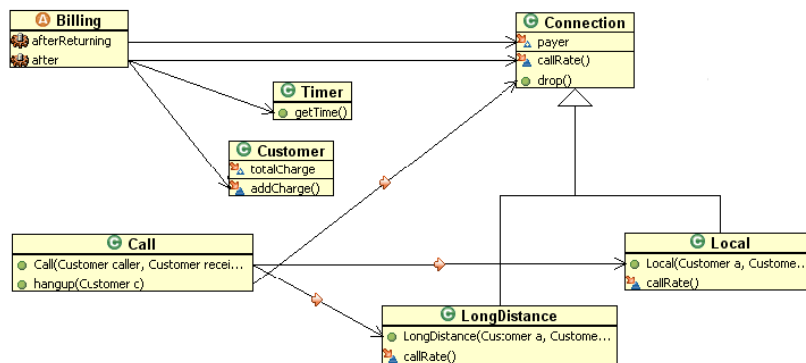 Billing
afterReturning
after
Connection
payer
callRate()
drop()
Timer
getTime()
Customer
totalCharge
addCharge()
Call
Call(Customer caller, Customer recei...
hangup(Customer c)
Local
Local(Customer a, Custome...
callRate()
LongDistance
LongDistance(Customer a, Custome...
callRate()